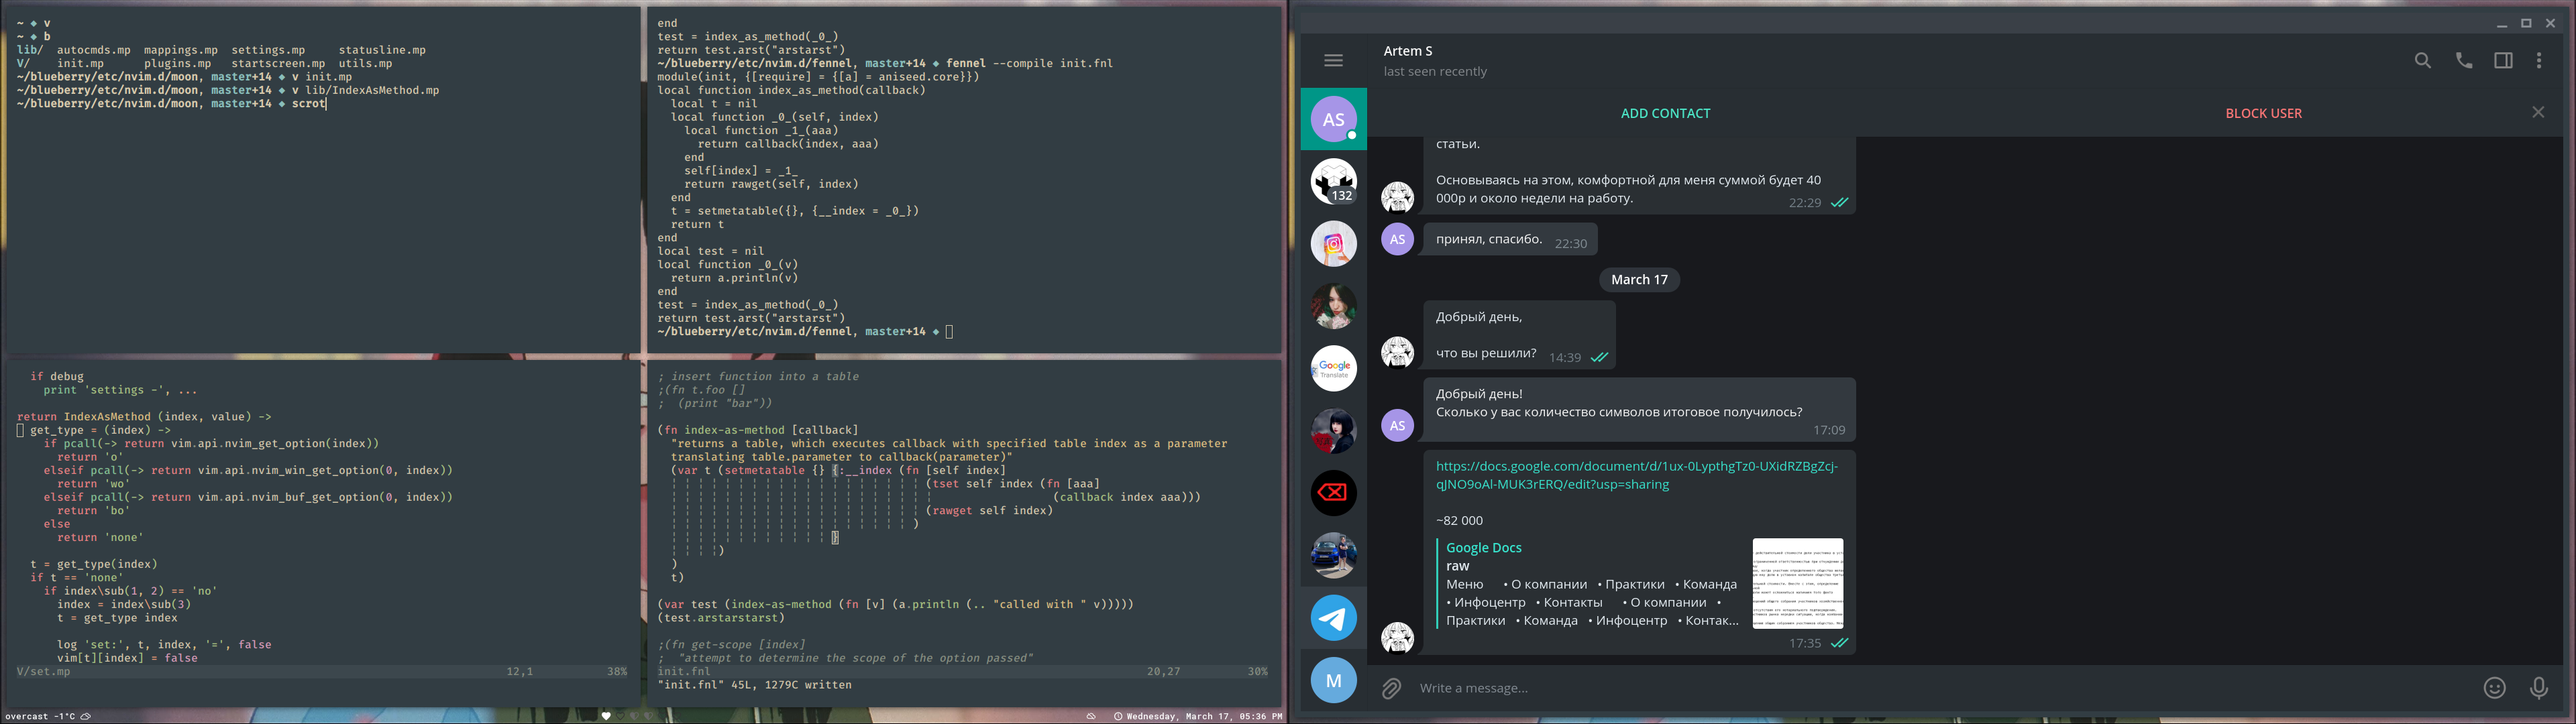 ~ ◆ v
~ ◆ b
lib/  autocmds.mp  mappings.mp  settings.mp     statusline.mp
V/    init.mp      plugins.mp   startscreen.mp  utils.mp
~/blueberry/etc/nvim.d/moon, master+14 ◆ v init.mp
~/blueberry/etc/nvim.d/moon, master+14 ◆ v lib/IndexAsMethod.mp
~/blueberry/etc/nvim.d/moon, master+14 ◆ scrot
end
test = index_as_method(_0_)
return test.arst("arstarst")
~/blueberry/etc/nvim.d/fennel, master+14 ◆ fennel --compile init.fnl
module(init, {[require] = {[a] = aniseed.core}})
local function index_as_method(callback)
  local t = nil
  local function _0_(self, index)
    local function _1_(aaa)
      return callback(index, aaa)
    end
    self[index] = _1_
    return rawget(self, index)
  end
  t = setmetatable({}, {__index = _0_})
  return t
end
local test = nil
local function _0_(v)
  return a.println(v)
end
test = index_as_method(_0_)
return test.arst("arstarst")
~/blueberry/etc/nvim.d/fennel, master+14 ◆
  if debug
    print 'settings -', ...
return IndexAsMethod (index, value) ->
  get_type = (index) ->
    if pcall(-> return vim.api.nvim_get_option(index))
      return 'o'
    elseif pcall(-> return vim.api.nvim_win_get_option(0, index))
      return 'wo'
    elseif pcall(-> return vim.api.nvim_buf_get_option(0, index))
      return 'bo'
    else
      return 'none'
  t = get_type(index)
  if t == 'none'
    if index\sub(1, 2) == 'no'
      index = index\sub(3)
      t = get_type index
      log 'set:', t, index, '=', false
      vim[t][index] = false
V/set.mp 12,1 38%
; insert function into a table
;(fn t.foo []
;  (print "bar"))
(fn index-as-method [callback]
  "returns a table, which executes callback with specified table index as a parameter
  translating table.parameter to callback(parameter)"
  (var t (setmetatable {} {:__index (fn [self index]
(tset self index (fn [aaa]
(callback index aaa)))
(rawget self index)
)
}
)
  )
  t)
(var test (index-as-method (fn [v] (a.println (.. "called with " v)))))
(test.arstarstarst)
;(fn get-scope [index]
;  "attempt to determine the scope of the option passed"
init.fnl 20,27 30%
"init.fnl" 45L, 1279C written
overcast -1°C
Wednesday, March 17, 05:36 PM
Artem S
last seen recently
ADD CONTACT
BLOCK USER
AS
132
Google
Translate
M
статьи.
Основываясь на этом, комфортной для меня суммой будет 40
000р и около недели на работу. 22:29
AS
принял, спасибо. 22:30
March 17
Добрый день,
что вы решили? 14:39
Добрый день!
Сколько у вас количество символов итоговое получилось?
AS
17:09
https://docs.google.com/document/d/1ux-0LypthgTz0-UXidRZBgZcj-
qJNO9oAl-MUK3rERQ/edit?usp=sharing
~82 000
Google Docs
raw
Меню • О компании • Практики • Команда
• Инфоцентр • Контакты • О компании •
Практики • Команда • Инфоцентр • Контак...
17:35
Write a message...